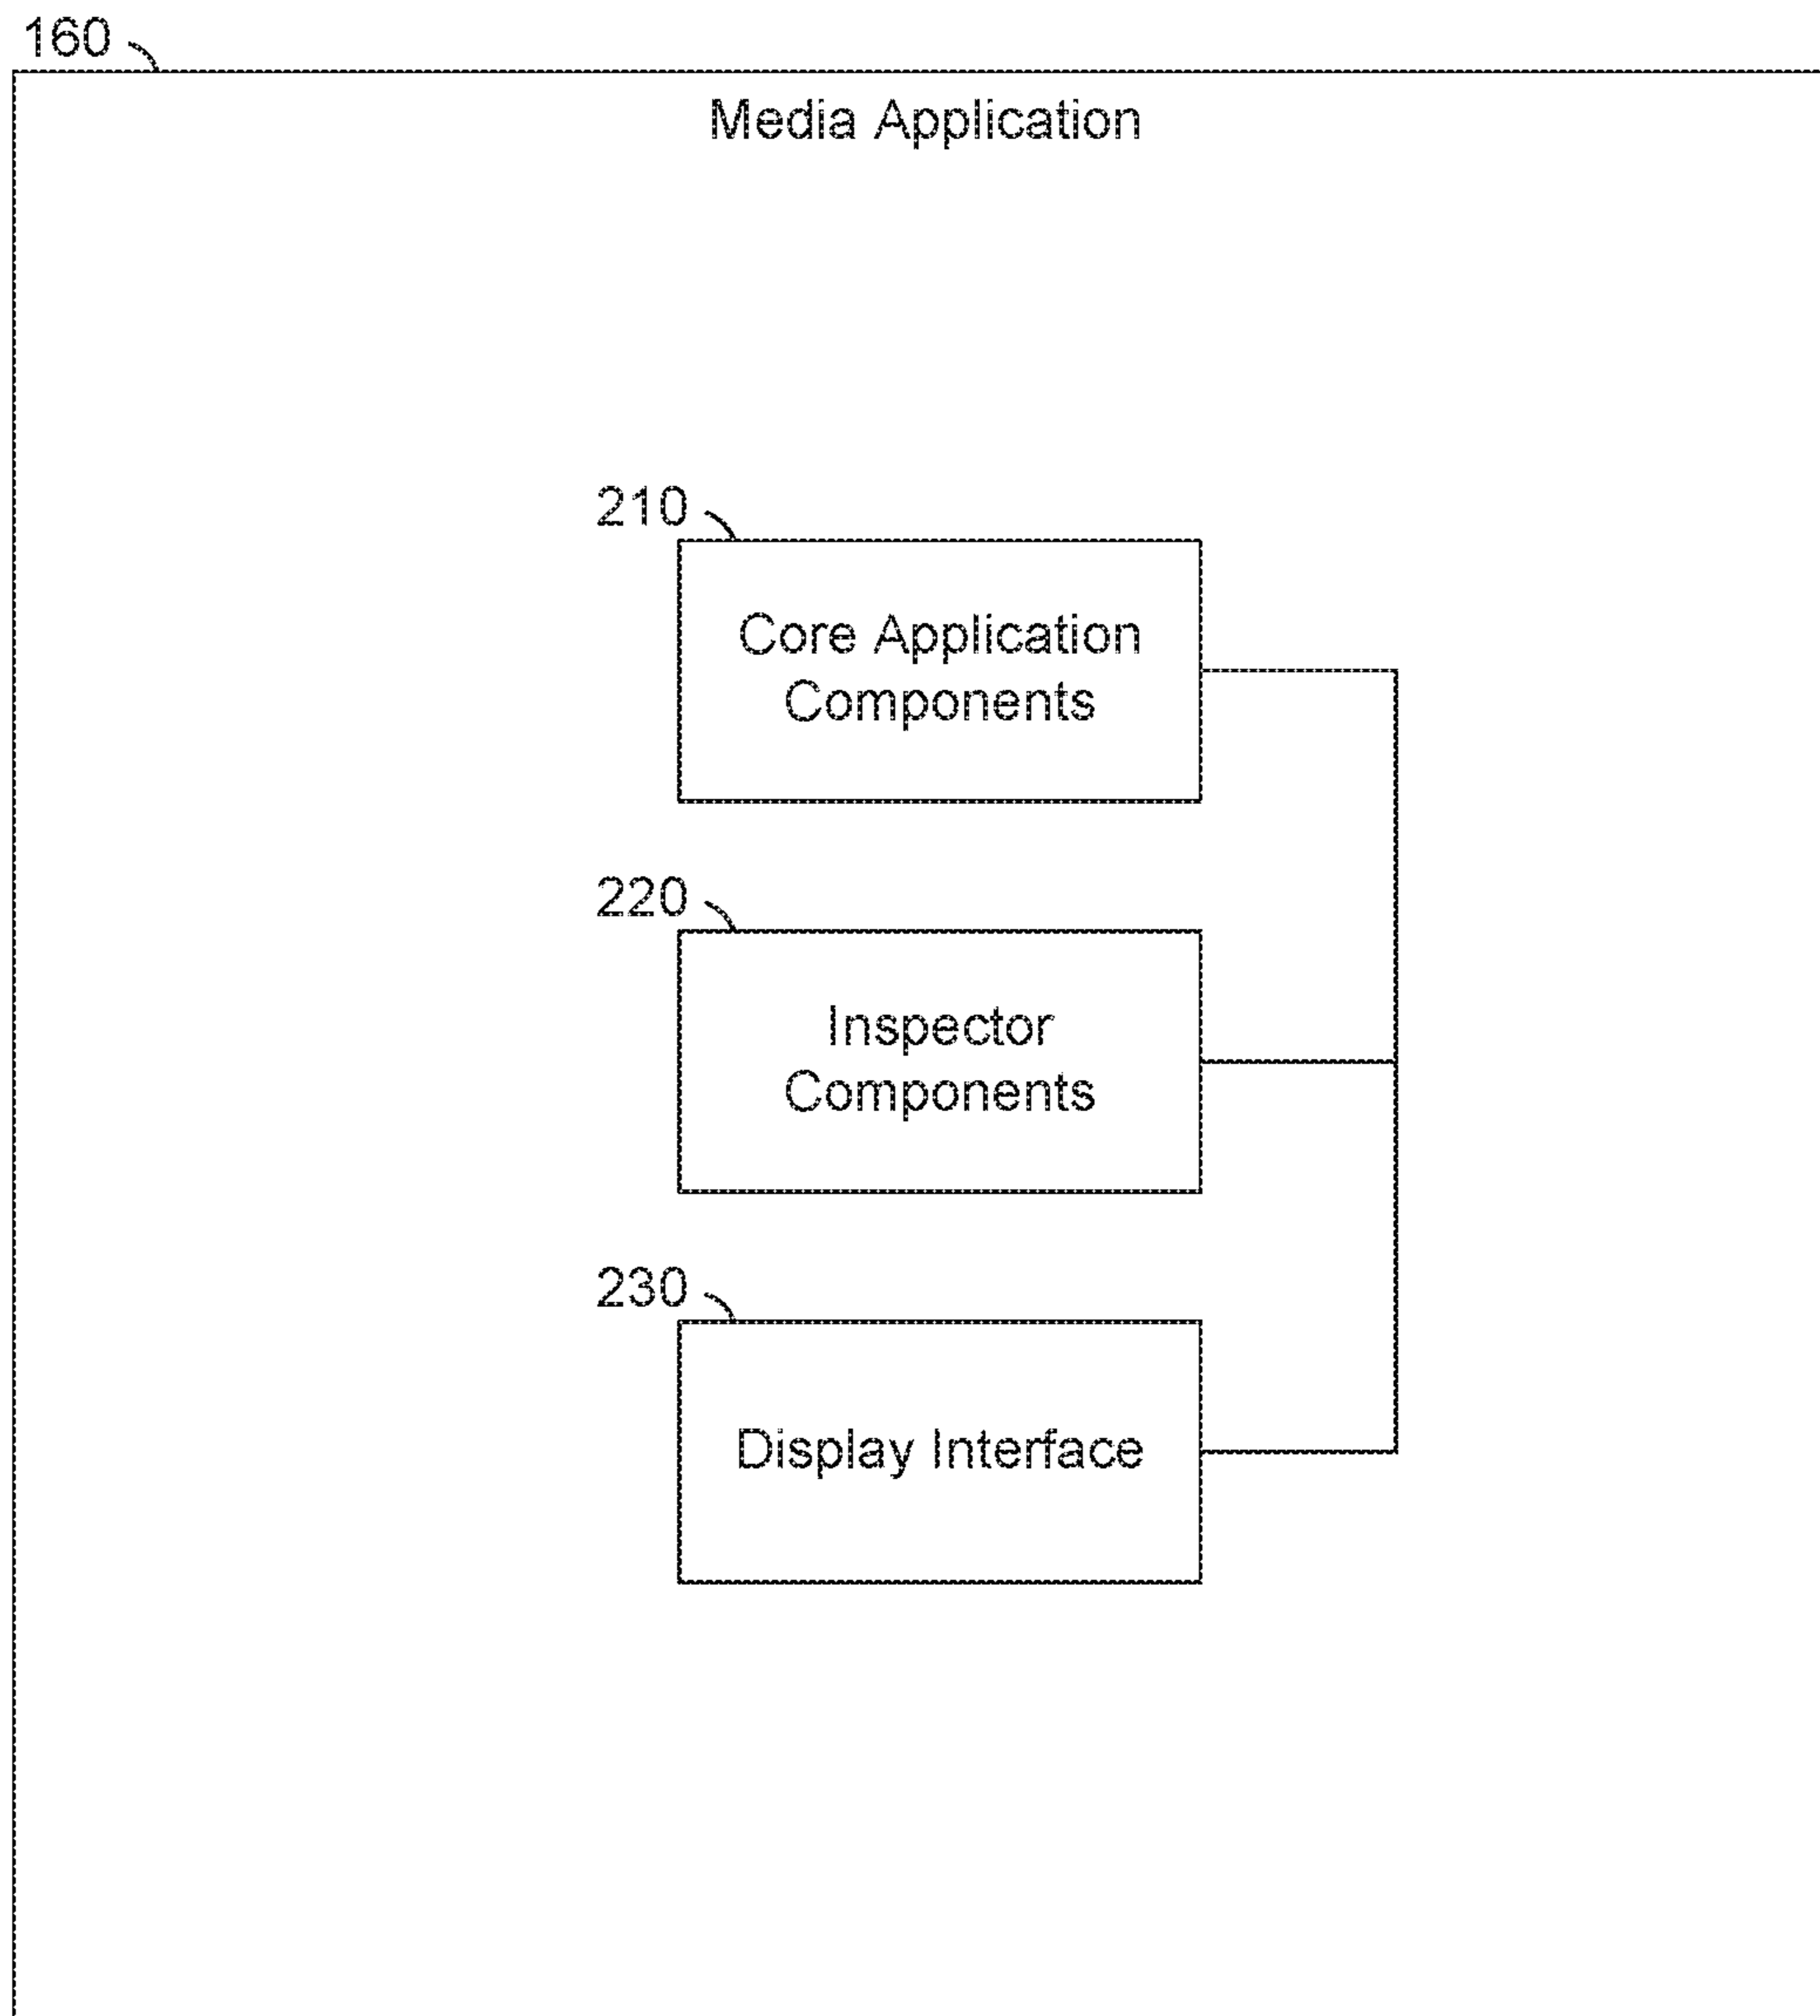 160
Media Application
210
Core Application
Components
220
Inspector
Components
230
Display Interface